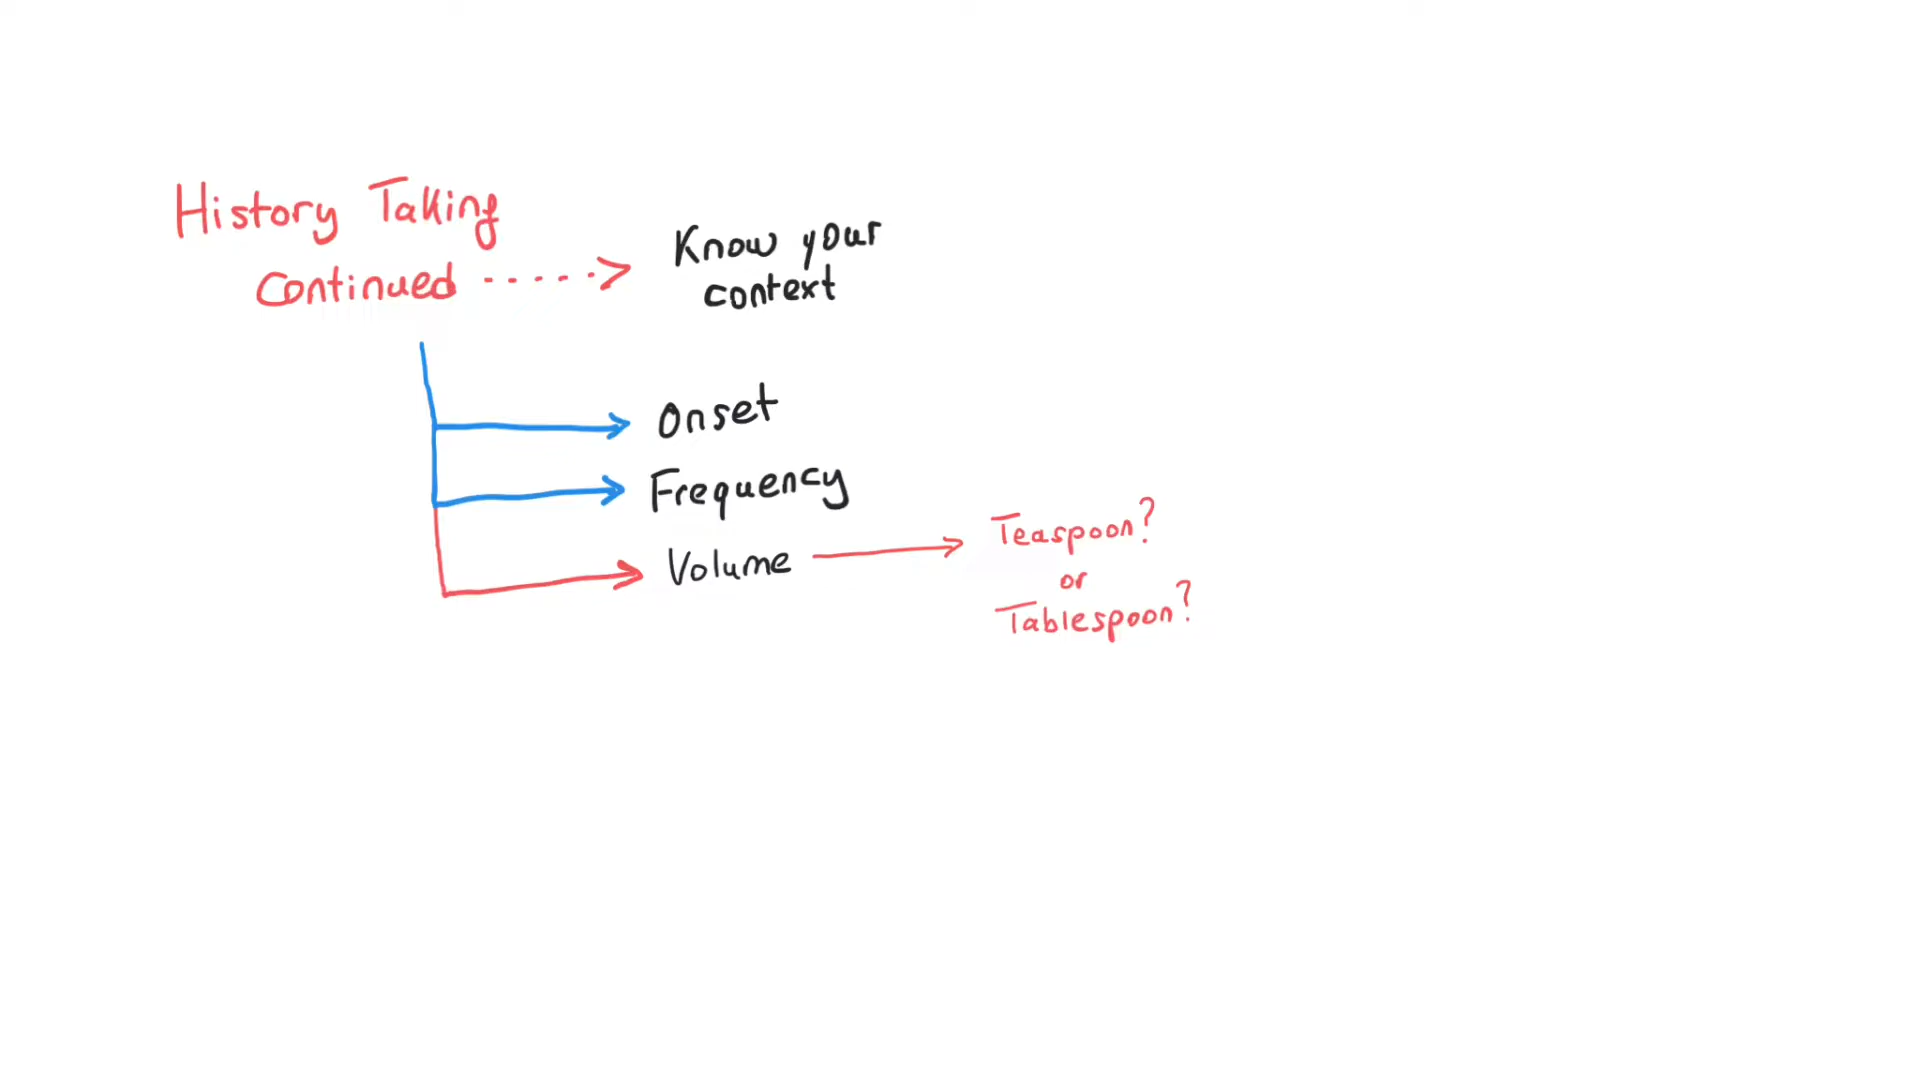 History Taking
Continued
Know your
context
Onset
Frequency
Volume
Teaspoon?
or
Tablespoon?